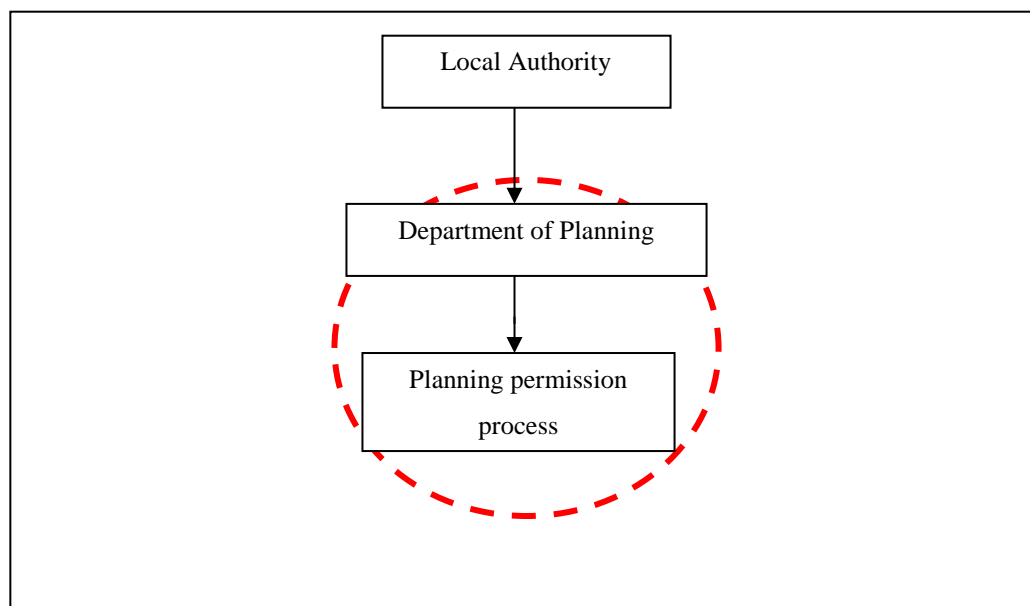 Local Authority
Department of Planning
Planning permission
process